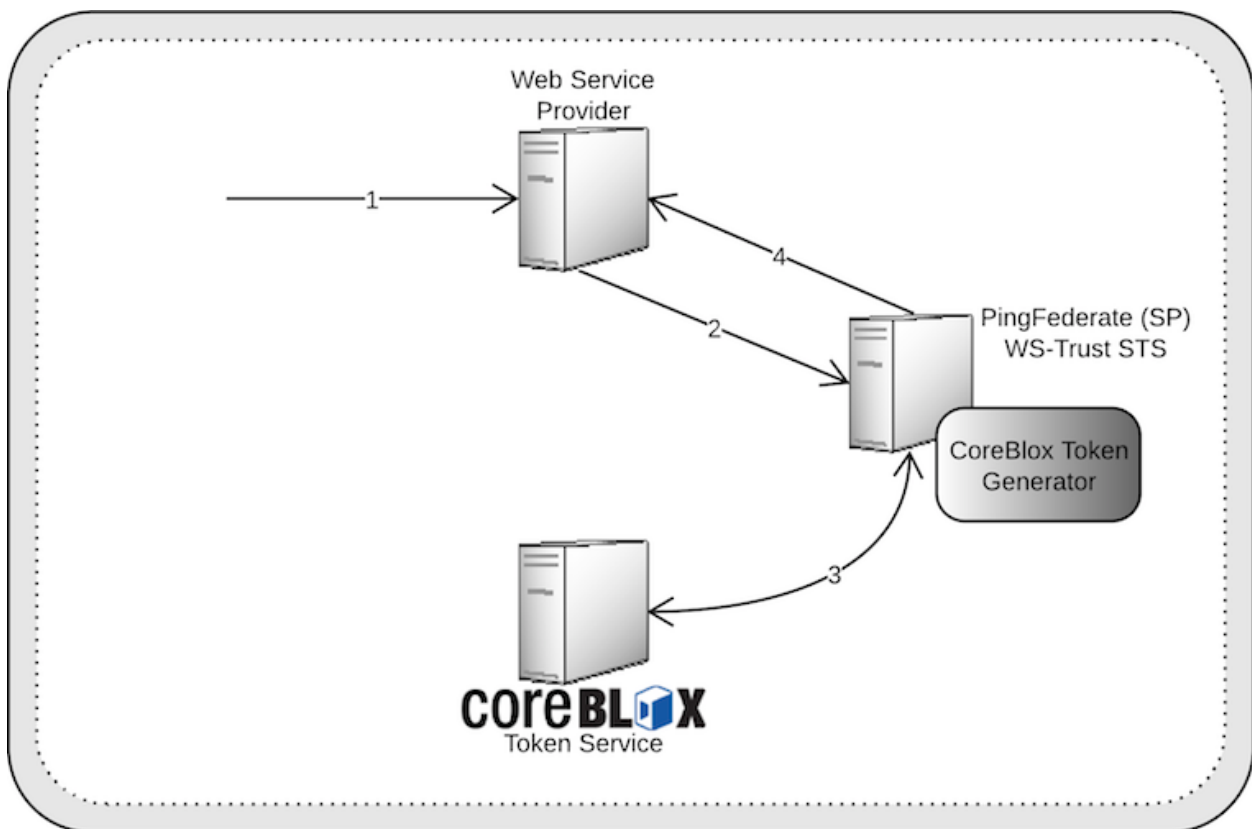 Web Service
Provider
1
4
2
PingFederate (SP)
WS-Trust STS
CoreBlox Token
Generator
3
coreBLOX
Token Service